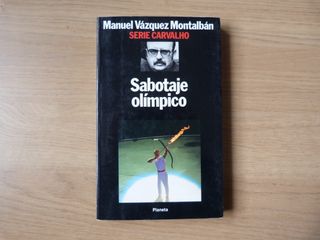 Manuel Vázquez Montalbán
SERIE CARVALHO
Sabotaje
olímpico
Planeta